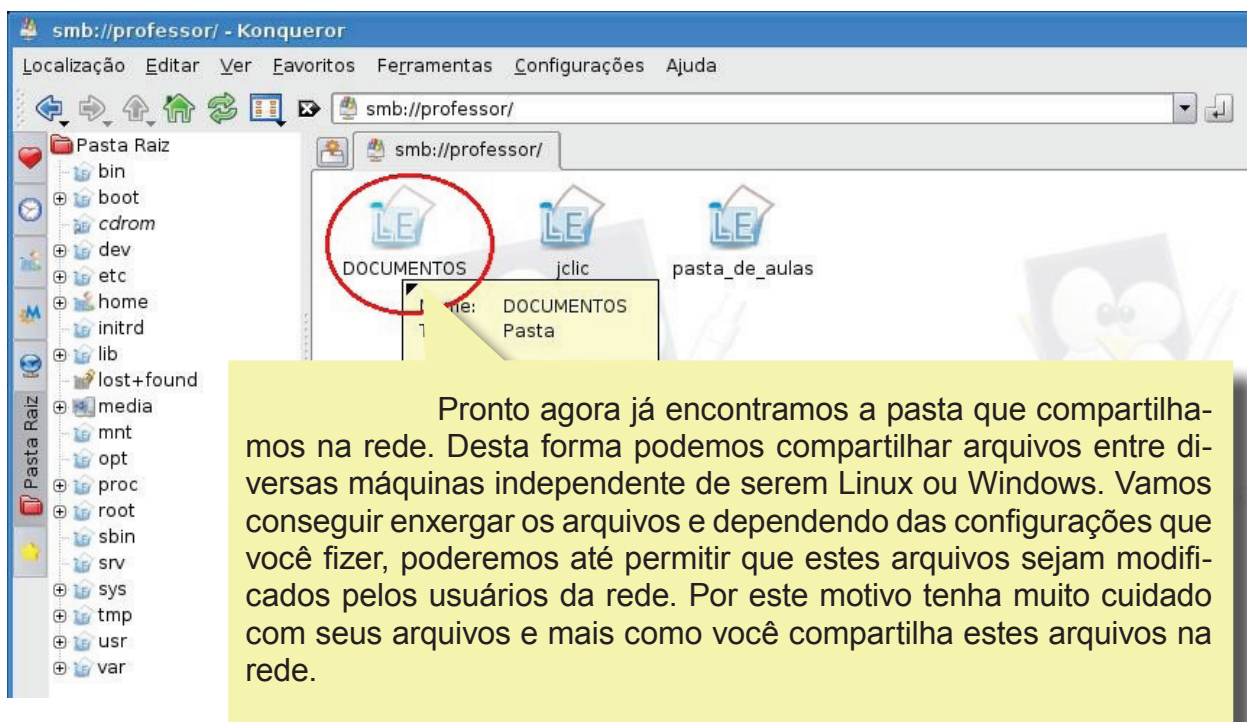 smb://professor/ - Konqueror
Localização Editar Ver Favoritos Ferramentas Configurações Ajuda
smb://professor/
Pasta Raiz
bin
boot
cdrom
dev
etc
home
initrd
lib
lost+found
media
mnt
opt
proc
root
sbin
srv
sys
tmp
usr
var
Pasta Raiz
smb://professor/
LE LE LE
DOCUMENTOS jclic pasta_de_aulas
DOCUMENTOS
Pasta
Pronto agora já encontramos a pasta que compartilha-
mos na rede. Desta forma podemos compartilhar arquivos entre di-
versas máquinas independente de serem Linux ou Windows. Vamos
conseguir enxergar os arquivos e dependendo das configurações que
você fizer, poderemos até permitir que estes arquivos sejam modifi-
cados pelos usuários da rede. Por este motivo tenha muito cuidado
com seus arquivos e mais como você compartilha estes arquivos na
rede.